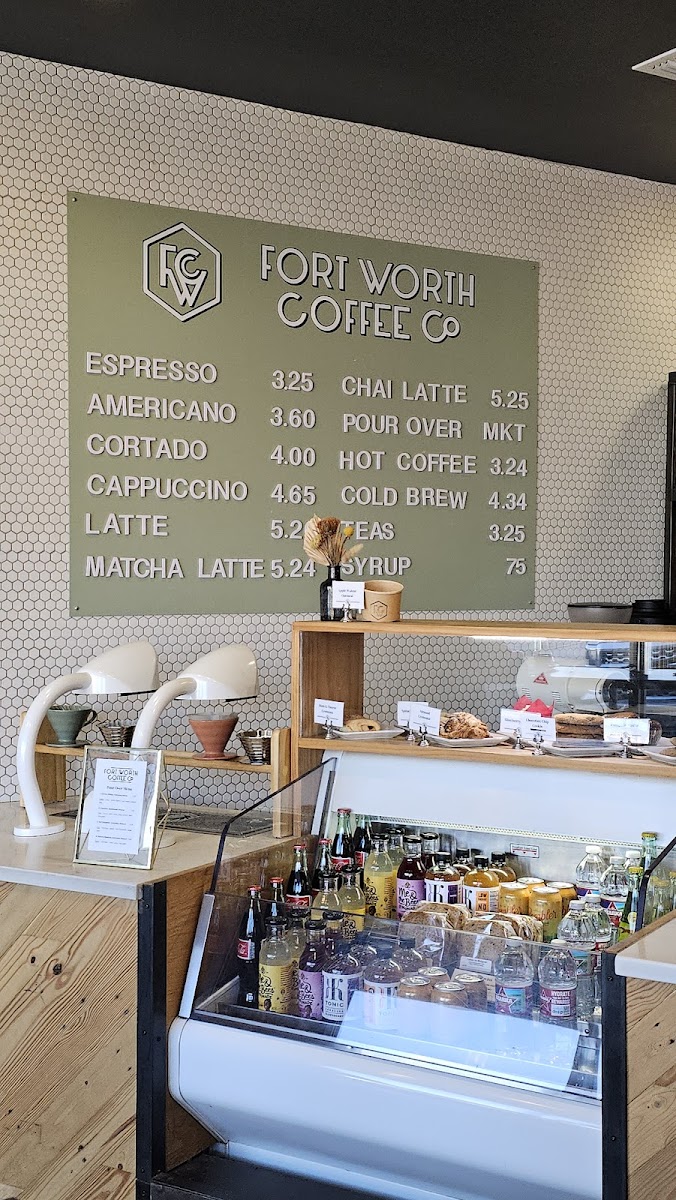 FCW
FORT WORTH
COFFEE CO
ESPRESSO 3.25
AMERICANO 3.60
CORTADO 4.00
CAPPUCCINO 4.65
LATTE 5.2
MATCHA LATTE 5.24
CHAI LATTE 5.25
POUR OVER MKT
HOT COFFEE 3.24
COLD BREW 4.34
TEAS 3.25
SYRUP 75
FORT WORTH
COFFEE CO
TONIC
HYDRATE